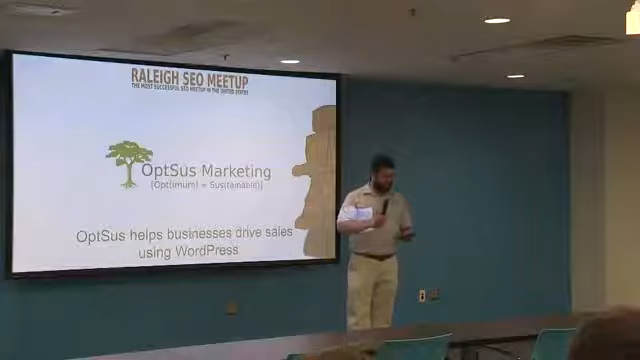 RALEIGH SEO MEETUP
THE MOST SUCCESSFUL SEO MEETUP IN THE UNITED STATES
OptSus Marketing
[Opt(imum) = Sus(tainable)]
OptSus helps businesses drive sales
using WordPress